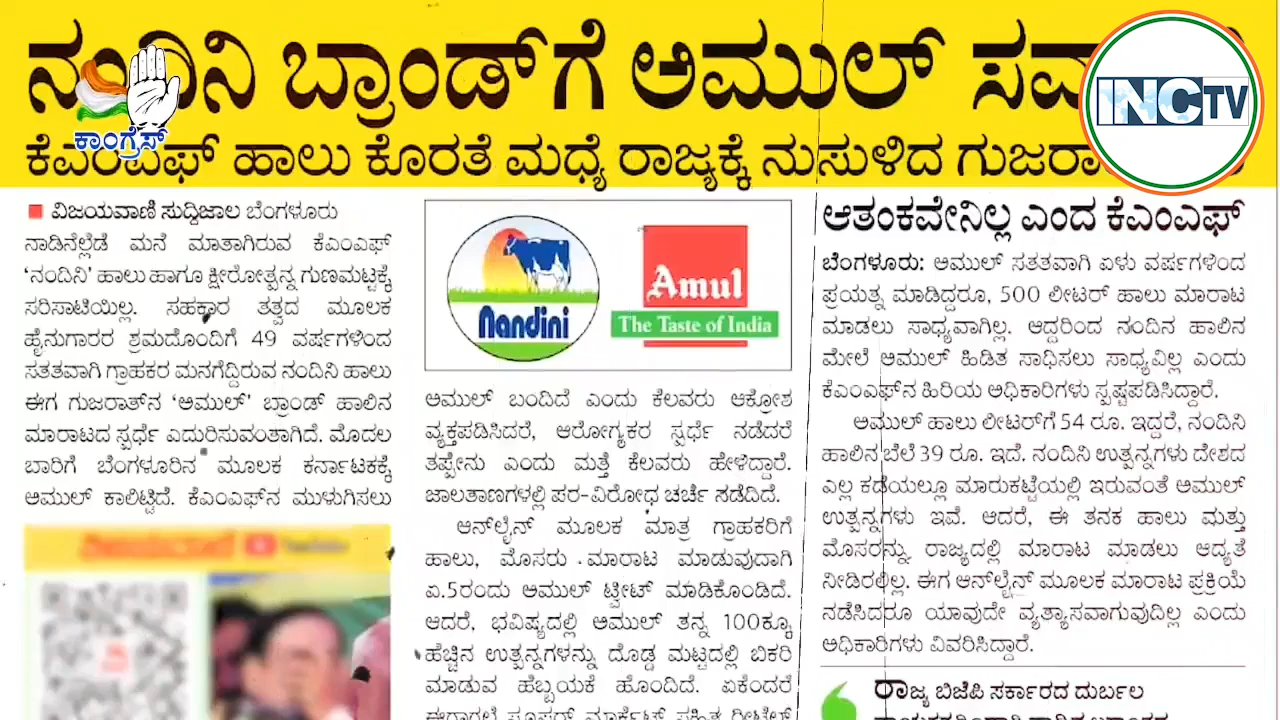 ನಂದಿನಿ ಬ್ರಾಂಡ್‌ಗೆ ಅಮುಲ್
ಕೆಎಂಎಫ್ ಹಾಲು ಕೊರತೆ ಮಧ್ಯೆ ರಾಜ್ಯಕ್ಕೆ ನುಸುಳಿದ
ಕಾಂಗ್ರೆಸ್
INC TV
ವಿಜಯವಾಣಿ ಸುದ್ದಿಜಾಲ ಬೆಂಗಳೂರು
ನಾಡಿನೆಲ್ಲೆಡೆ ಮನೆ ಮಾತಾಗಿರುವ ಕೆಎಂಎಫ್
‘ನಂದಿನಿ’ ಹಾಲು ಹಾಗೂ ಕ್ಷೀರೋತ್ಪನ್ನ ಗುಣಮಟ್ಟಕ್ಕೆ
ಸರಿಸಾಟಿಯಿಲ್ಲ. ಸಹಕಾರ ತತ್ವದ ಮೂಲಕ
ಹೈನುಗಾರರ ಶ್ರಮದೊಂದಿಗೆ 49 ವರ್ಷಗಳಿಂದ
ಸತತವಾಗಿ ಗ್ರಾಹಕರ ಮನಗೆದ್ದಿರುವ ನಂದಿನಿ ಹಾಲು
ಈಗ ಗುಜರಾತ್‌ನ ‘ಅಮುಲ್’ ಬ್ರಾಂಡ್ ಹಾಲಿನ
ಮಾರಾಟದ ಸ್ಪರ್ಧೆ ಎದುರಿಸುವಂತಾಗಿದೆ. ಮೊದಲ
ಬಾರಿಗೆ ಬೆಂಗಳೂರಿನ ಮೂಲಕ ಕರ್ನಾಟಕಕ್ಕೆ
ಅಮುಲ್ ಕಾಲಿಟ್ಟಿದೆ. ಕೆಎಂಎಫ್‌ನ ಮುಳುಗಿಸಲು
Nandini
Amul
The Taste of India
ಅಮುಲ್ ಬಂದಿದೆ ಎಂದು ಕೆಲವರು ಆಕ್ರೋಶ
ವ್ಯಕ್ತಪಡಿಸಿದರೆ, ಆರೋಗ್ಯಕರ ಸ್ಪರ್ಧೆ ನಡೆದರೆ
ತಪ್ಪೇನು ಎಂದು ಮತ್ತೆ ಕೆಲವರು ಹೇಳಿದ್ದಾರೆ.
ಜಾಲತಾಣಗಳಲ್ಲಿ ಪರ-ವಿರೋಧ ಚರ್ಚೆ ನಡೆದಿದೆ.
ಆನ್‌ಲೈನ್ ಮೂಲಕ ಮಾತ್ರ ಗ್ರಾಹಕರಿಗೆ
ಹಾಲು, ಮೊಸರು ಮಾರಾಟ ಮಾಡುವುದಾಗಿ
ಏ.5ರಂದು ಅಮುಲ್ ಟ್ವೀಟ್ ಮಾಡಿಕೊಂಡಿದೆ.
ಆದರೆ, ಭವಿಷ್ಯದಲ್ಲಿ ಅಮುಲ್ ತನ್ನ 100ಕ್ಕೂ
ಹೆಚ್ಚಿನ ಉತ್ಪನ್ನಗಳನ್ನು ದೊಡ್ಡ ಮಟ್ಟದಲ್ಲಿ ಬಿಕರಿ
ಮಾಡುವ ಹೆಬ್ಬಯಕೆ ಹೊಂದಿದೆ. ಏಕೆಂದರೆ
ಆತಂಕವೇನಿಲ್ಲ ಎಂದ ಕೆಎಂಎಫ್
ಬೆಂಗಳೂರು: ಅಮುಲ್ ಸತತವಾಗಿ ಏಳು ವರ್ಷಗಳಿಂದ
ಪ್ರಯತ್ನ ಮಾಡಿದ್ದರೂ, 500 ಲೀಟರ್ ಹಾಲು ಮಾರಾಟ
ಮಾಡಲು ಸಾಧ್ಯವಾಗಿಲ್ಲ. ಆದ್ದರಿಂದ ನಂದಿನಿ ಹಾಲಿನ
ಮೇಲೆ ಅಮುಲ್ ಹಿಡಿತ ಸಾಧಿಸಲು ಸಾಧ್ಯವಿಲ್ಲ ಎಂದು
ಕೆಎಂಎಫ್‌ನ ಹಿರಿಯ ಅಧಿಕಾರಿಗಳು ಸ್ಪಷ್ಟಪಡಿಸಿದ್ದಾರೆ.
ಅಮುಲ್ ಹಾಲು ಲೀಟರ್‌ಗೆ 54 ರೂ. ಇದ್ದರೆ, ನಂದಿನಿ
ಹಾಲಿನ ಬೆಲೆ 39 ರೂ. ಇದೆ. ನಂದಿನಿ ಉತ್ಪನ್ನಗಳು ದೇಶದ
ಎಲ್ಲ ಕಡೆಯಲ್ಲೂ ಮಾರುಕಟ್ಟೆಯಲ್ಲಿ ಇರುವಂತೆ ಅಮುಲ್
ಉತ್ಪನ್ನಗಳು ಇವೆ. ಆದರೆ, ಈ ತನಕ ಹಾಲು ಮತ್ತು
ಮೊಸರನ್ನು ರಾಜ್ಯದಲ್ಲಿ ಮಾರಾಟ ಮಾಡಲು ಆದ್ಯತೆ
ನೀಡಿರಲಿಲ್ಲ. ಈಗ ಆನ್‌ಲೈನ್ ಮೂಲಕ ಮಾರಾಟ ಪ್ರಕ್ರಿಯೆ
ನಡೆಸಿದರೂ ಯಾವುದೇ ವ್ಯತ್ಯಾಸವಾಗುವುದಿಲ್ಲ ಎಂದು
ಅಧಿಕಾರಿಗಳು ವಿವರಿಸಿದ್ದಾರೆ.
ರಾಜ್ಯ ಬಿಜೆಪಿ ಸರ್ಕಾರದ ದುರ್ಬಲ